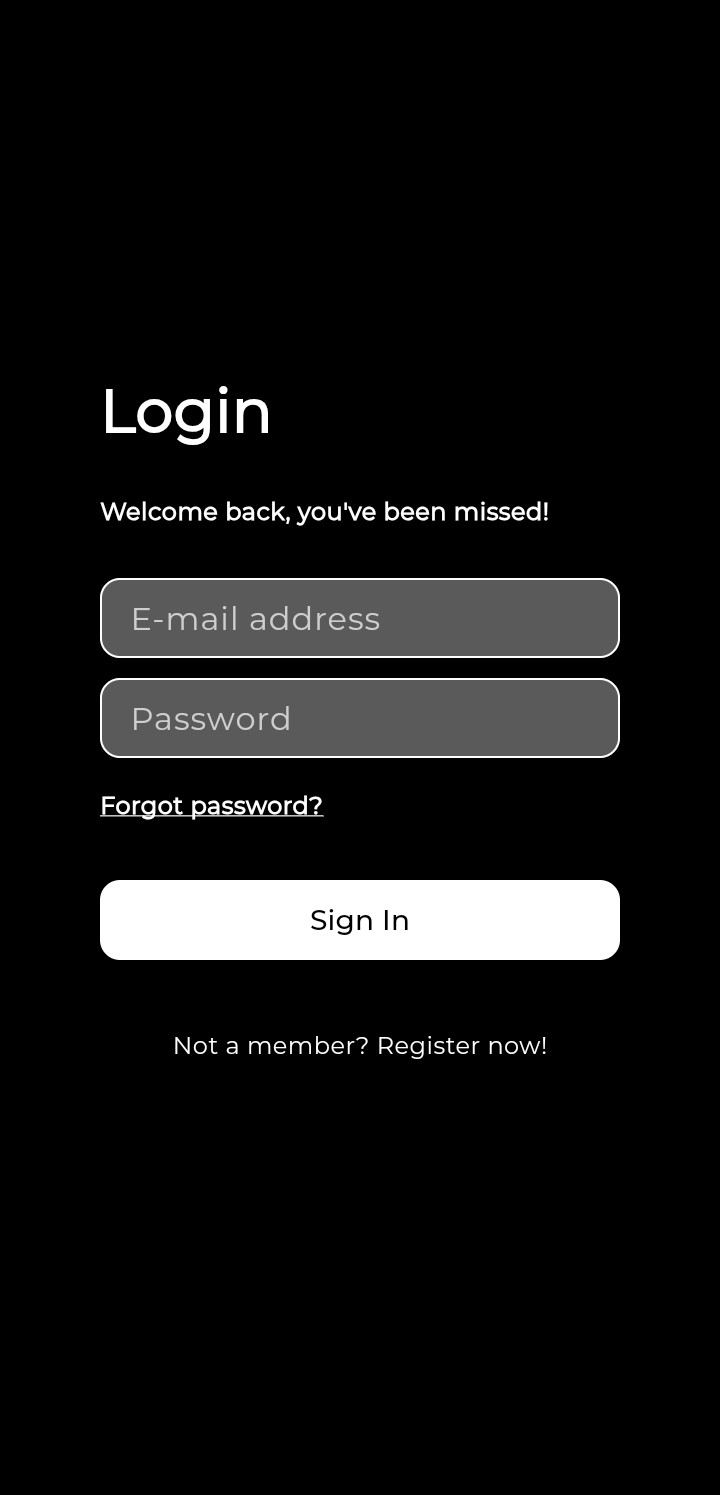 Login
Welcome back, you've been missed!
E-mail address
Password
Forgot password?
Sign In
Not a member? Register now!